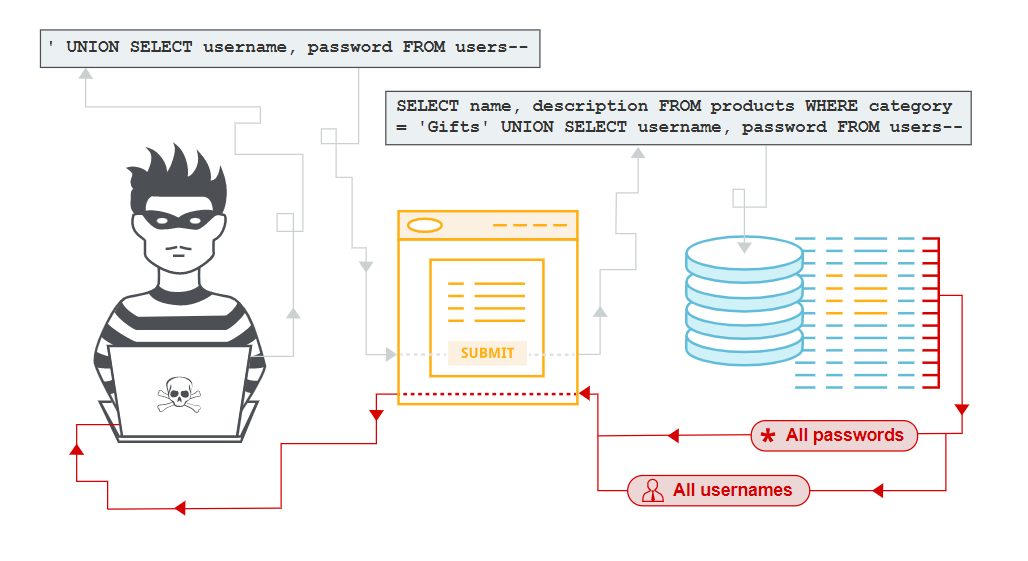 ' UNION SELECT username, password FROM users--
SELECT name, description FROM products WHERE category
= 'Gifts' UNION SELECT username, password FROM users--
SUBMIT
* All passwords
All usernames